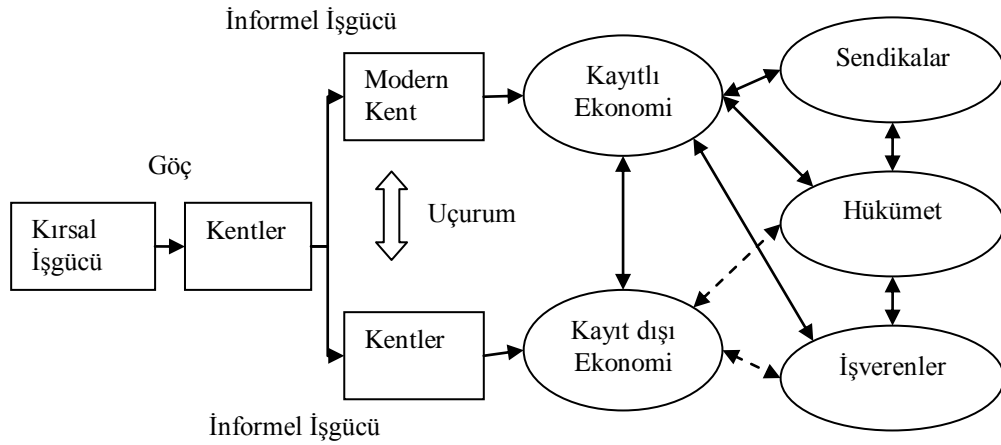 İnformel İşgücü
Modern
Kent
Kayıtlı
Ekonomi
Sendikalar
Göç
Uçurum
Kırsal
İşgücü
Kentler
Hükümet
Kentler
Kayıt dışı
Ekonomi
İşverenler
İnformel İşgücü